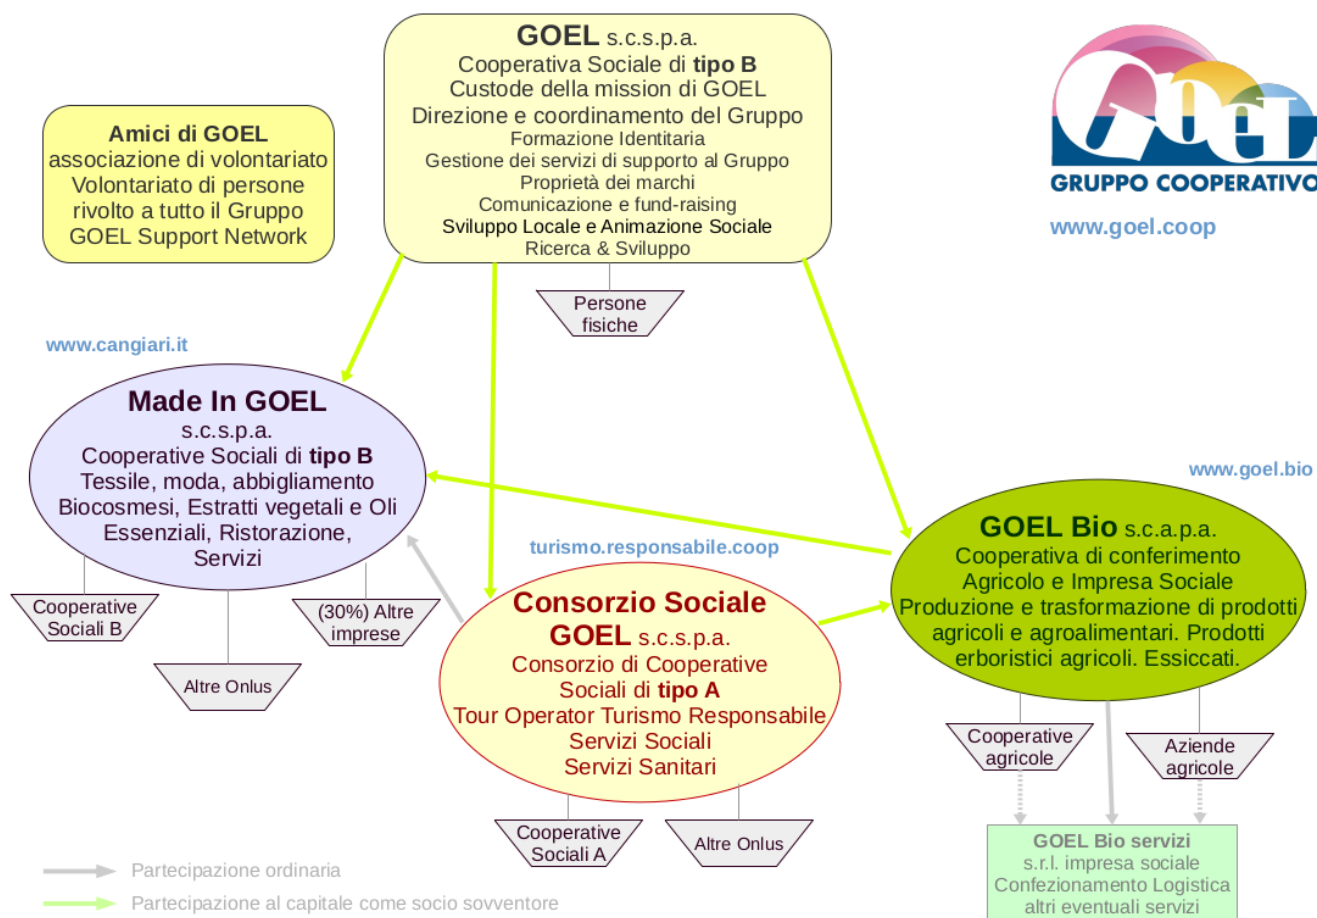 GOEL s.c.s.p.a.
Cooperativa Sociale di tipo B
Custode della mission di GOEL
Direzione e coordinamento del Gruppo
Formazione Identitaria
Gestione dei servizi di supporto al Gruppo
Proprietà dei marchi
Comunicazione e fund-raising
Sviluppo Locale e Animazione Sociale
Ricerca & Sviluppo
Amici di GOEL
associazione di volontariato
Volontariato di persone
rivolto a tutto il Gruppo
GOEL Support Network
GOEL
GRUPPO COOPERATIVO
www.goel.coop
Persone
fisiche
www.cangiari.it
Made In GOEL
s.c.s.p.a.
Cooperative Sociali di tipo B
Tessile, moda, abbigliamento
Biocosmesi, Estratti vegetali e Oli
Essenziali, Ristorazione,
Servizi
Cooperative
Sociali B
Altre Onlus
(30%) Altre
imprese
turismo.responsabile.coop
Consorzio Sociale
GOEL s.c.s.p.a.
Consorzio di Cooperative
Sociali di tipo A
Tour Operator Turismo Responsabile
Servizi Sociali
Servizi Sanitari
Cooperative
Sociali A
Altre Onlus
www.goel.bio
GOEL Bio s.c.a.p.a.
Cooperativa di conferimento
Agricolo e Impresa Sociale
Produzione e trasformazione di prodotti
agricoli e agroalimentari. Prodotti
erboristici agricoli. Essiccati.
Cooperative
agricole
Aziende
agricole
GOEL Bio servizi
s.r.l. impresa sociale
Confezionamento Logistica
altri eventuali servizi
Partecipazione ordinaria
Partecipazione al capitale come socio sovventore